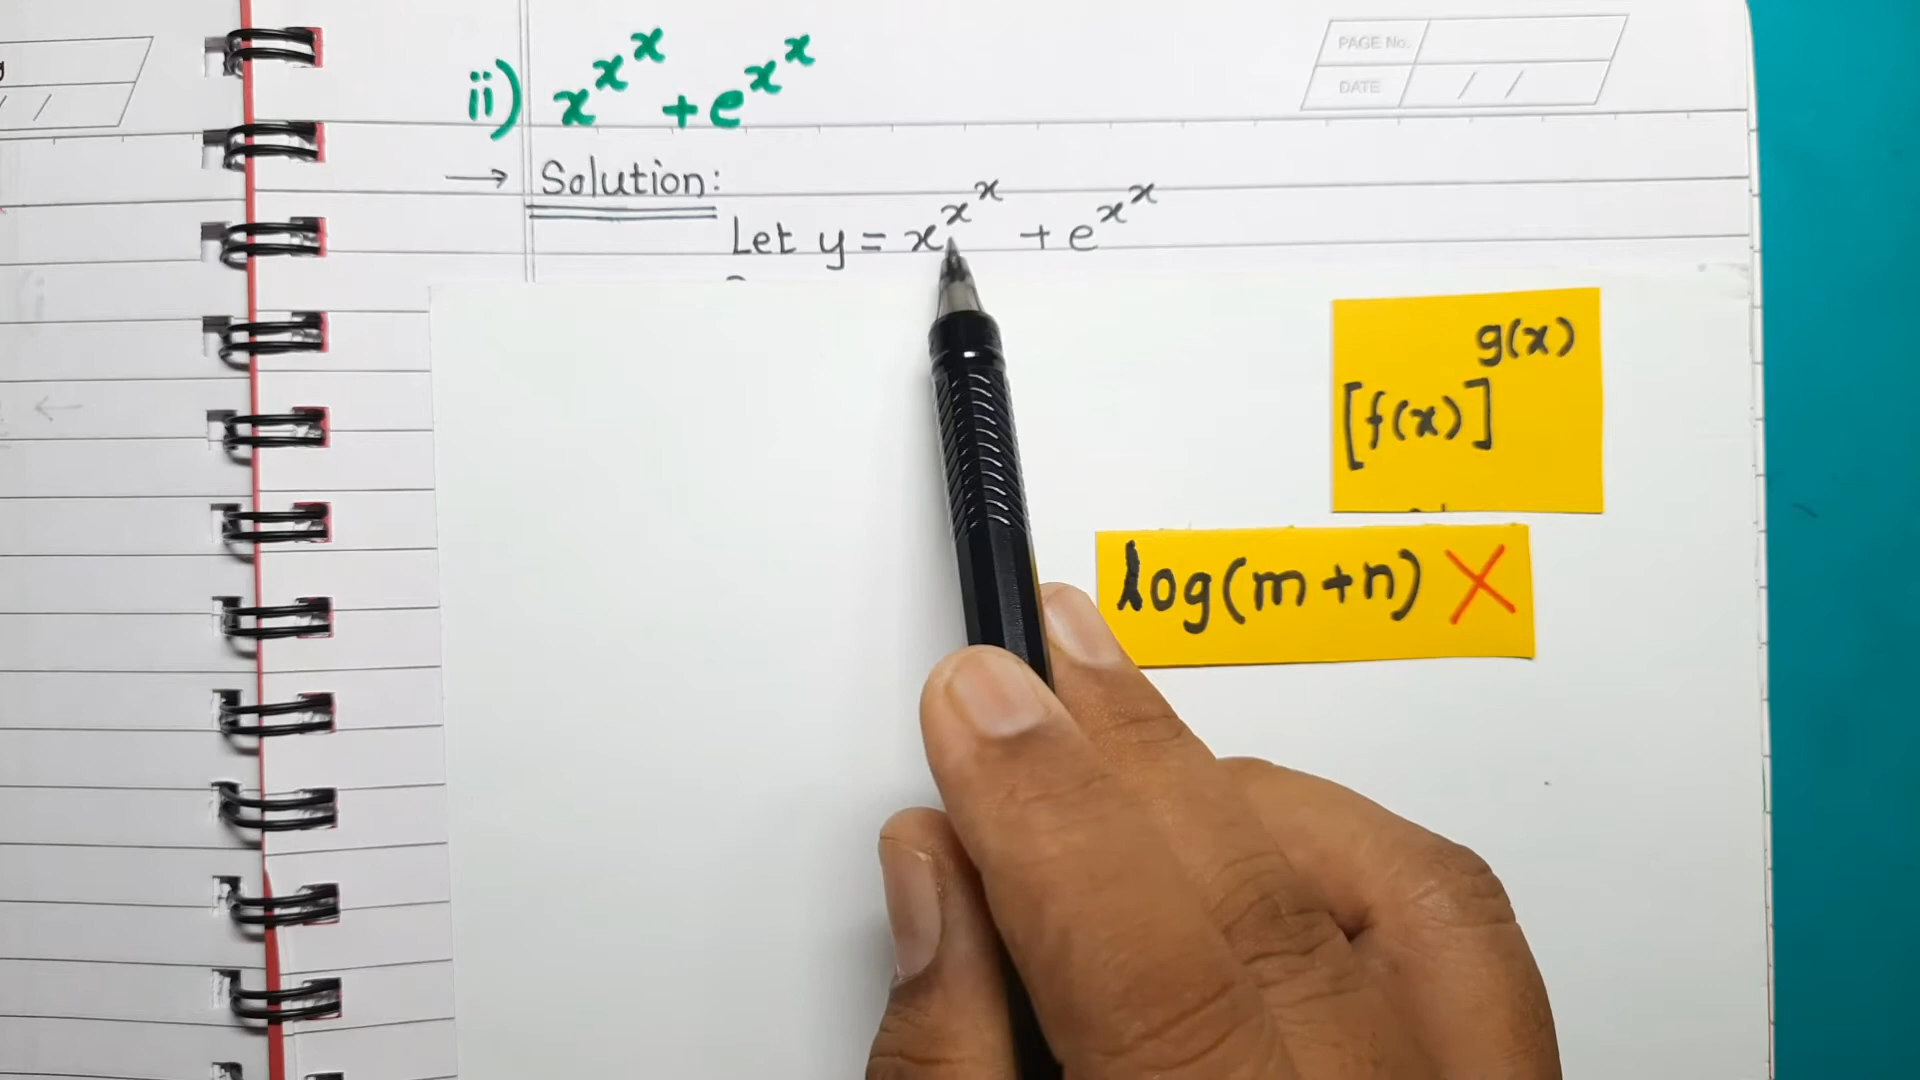 PAGE No.
DATE / /
ii) x^x^x + e^x^x
→ Solution:
Let y = x^x^x + e^x^x
[f(x)]^g(x)
log(m+n) ✗